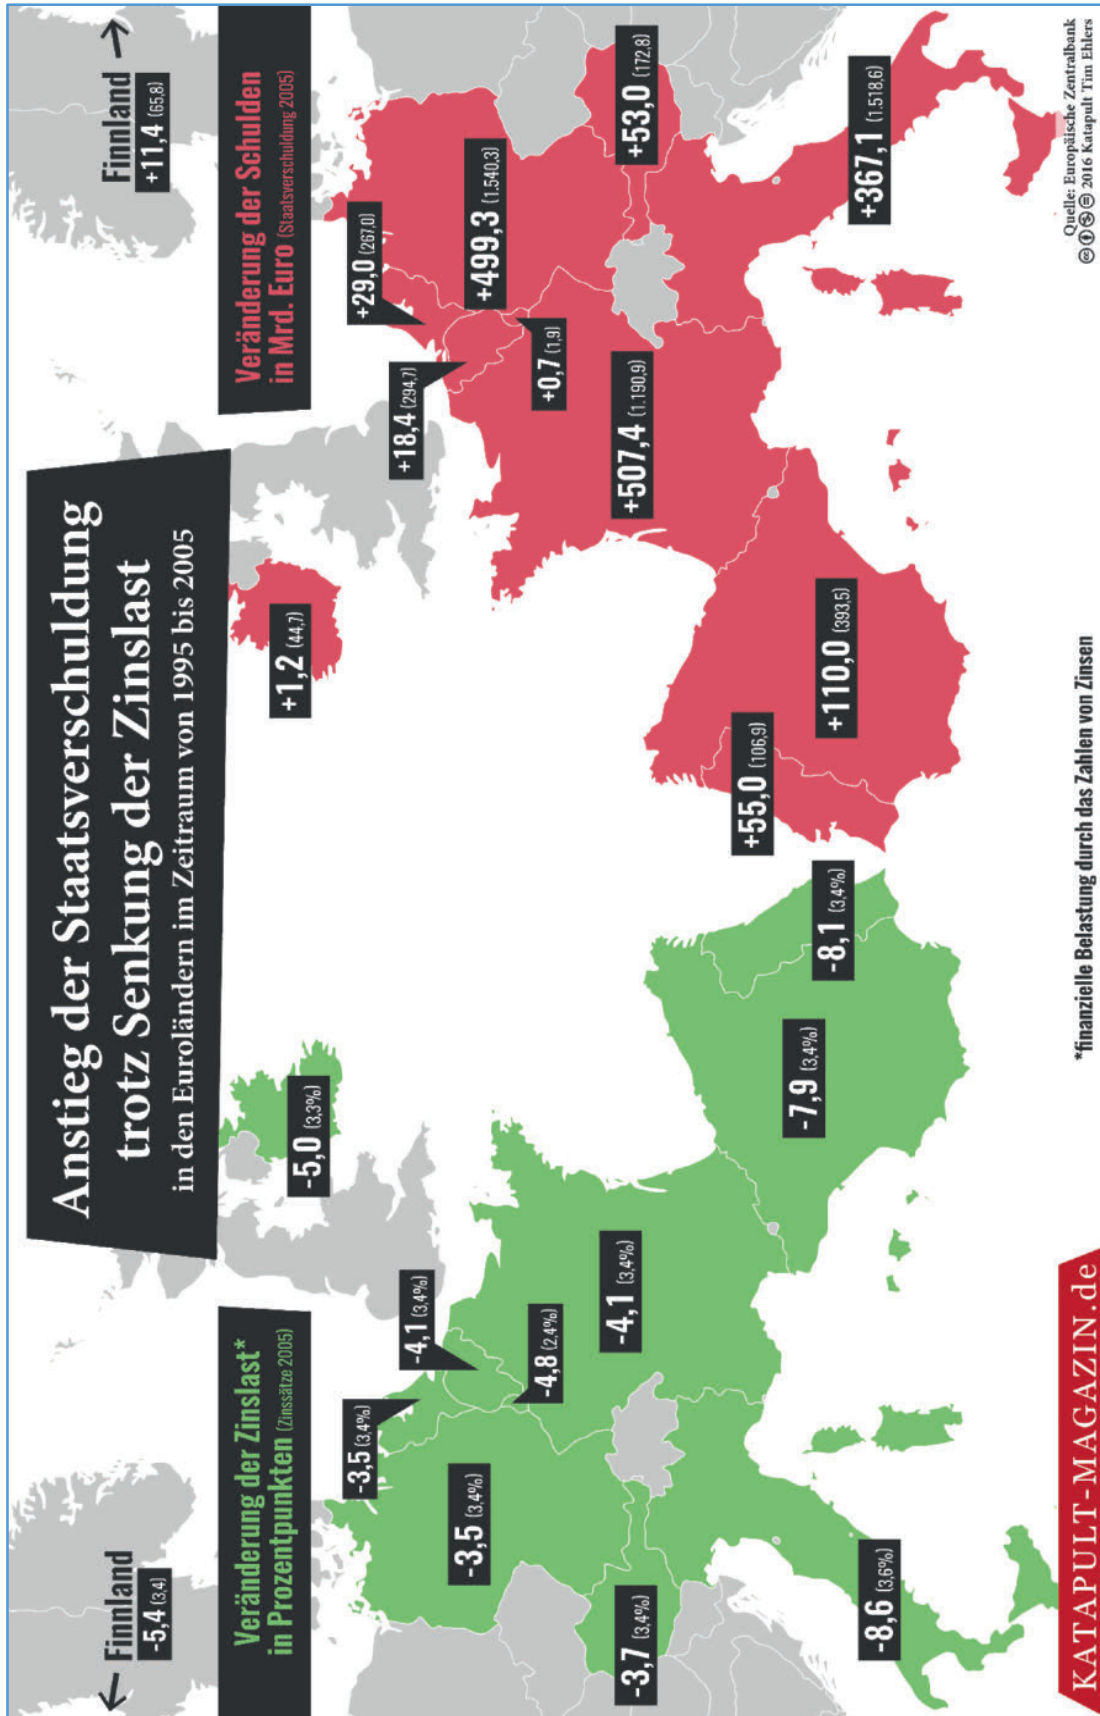 Anstieg der Staatsverschuldung
trotz Senkung der Zinslast
in den Euroländern im Zeitraum von 1995 bis 2005
Finnland
-5,4 (3,4)
Veränderung der Zinslast*
in Prozentpunkten (Zinssätze 2005)
-5,0 (3,3%)
-3,5 (3,4%)
-4,1 (3,4%)
-3,5 (3,4%)
-4,8 (2,4%)
-4,1 (3,4%)
-3,7 (3,4%)
-7,9 (3,4%)
-8,1 (3,4%)
-8,6 (3,6%)
Finnland
+11,4 (65,8)
Veränderung der Schulden
in Mrd. Euro (Staatsverschuldung 2005)
+1,2 (44,7)
+29,0 (267,0)
+18,4 (294,7)
+499,3 (1.540,3)
+0,7 (1,9)
+507,4 (1.190,9)
+53,0 (172,8)
+55,0 (106,9)
+110,0 (393,5)
+367,1 (1.518,6)
KATAPULT-MAGAZIN.de
*finanzielle Belastung durch das Zahlen von Zinsen
Quelle: Europäische Zentralbank
2016 Katapult Tim Ehlers